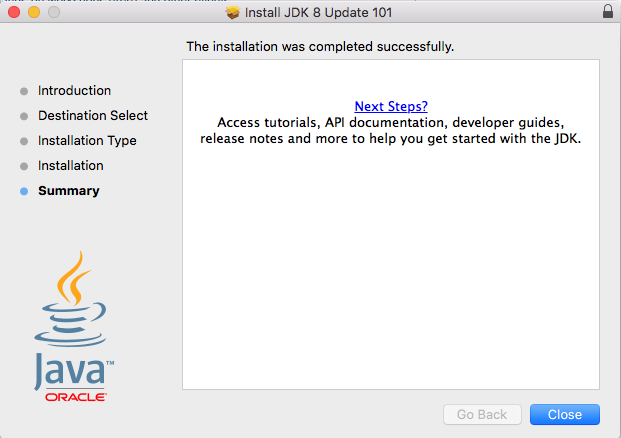 Install JDK 8 Update 101
The installation was completed successfully.
Introduction
Destination Select
Installation Type
Installation
Summary
Next Steps?
Access tutorials, API documentation, developer guides,
release notes and more to help you get started with the JDK.
Java™
ORACLE®
Go Back
Close